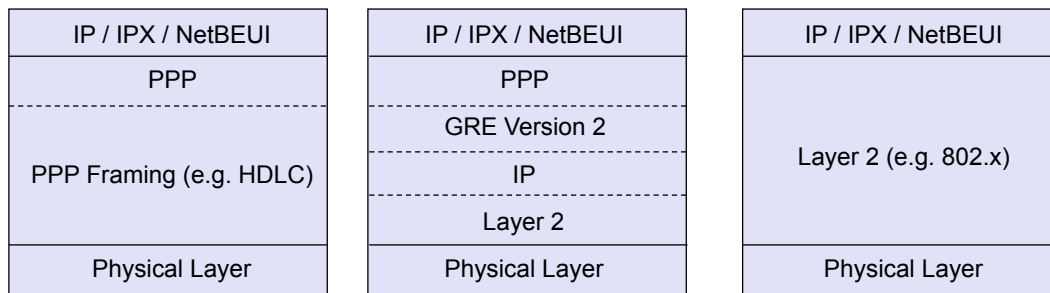 IP / IPX / NetBEUI
PPP
PPP Framing (e.g. HDLC)
Physical Layer
IP / IPX / NetBEUI
PPP
GRE Version 2
IP
Layer 2
Physical Layer
IP / IPX / NetBEUI
Layer 2 (e.g. 802.x)
Physical Layer